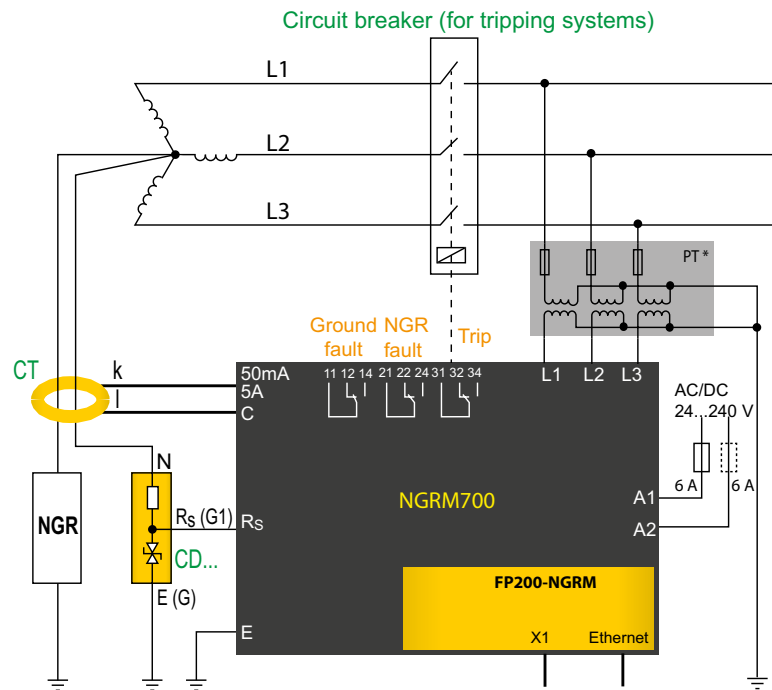 Circuit breaker (for tripping systems)
L1
L2
L3
PT *
Ground fault
NGR fault
Trip
CT
k
l
50mA
5A
C
11 12 14 21 22 24 31 32 34
L1 L2 L3
AC/DC
24...240 V
6 A
6 A
N
NGR
RS (G1)
RS
CD...
E (G)
NGRM700
A1
A2
FP200-NGRM
E
X1
Ethernet